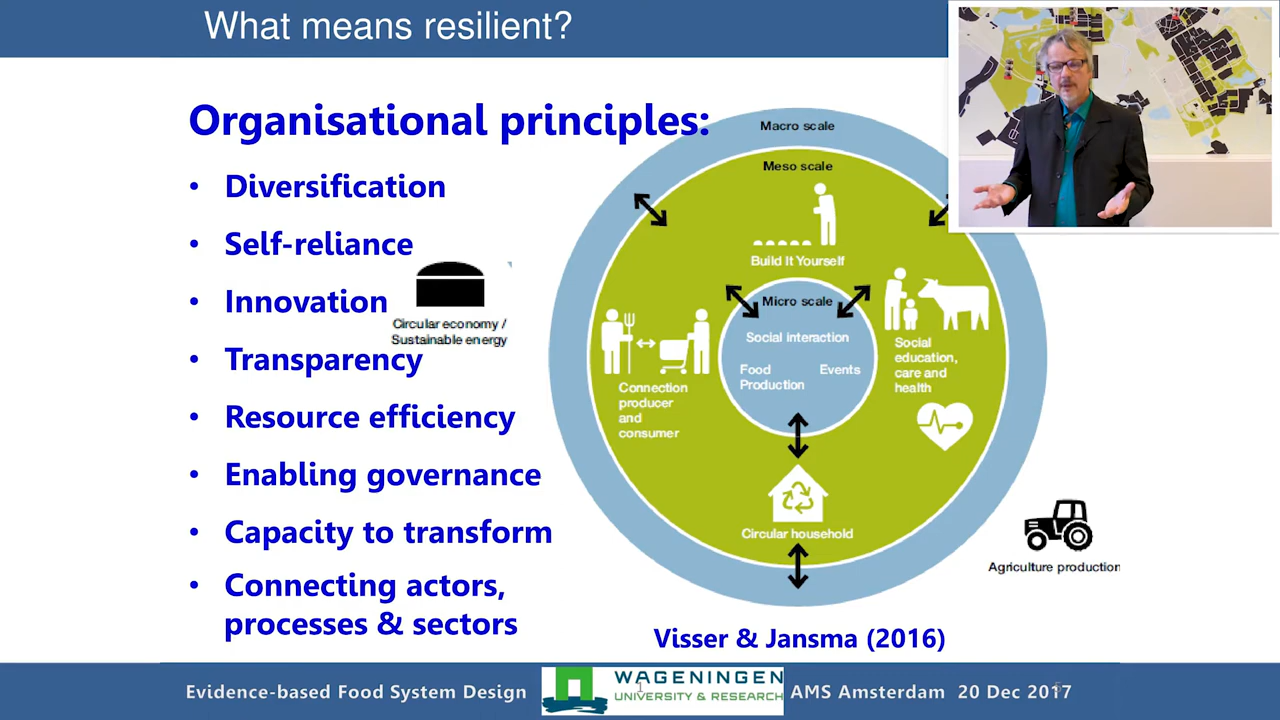 What means resilient?
Organisational principles:
• Diversification
• Self-reliance
• Innovation
• Transparency
• Resource efficiency
• Enabling governance
• Capacity to transform
• Connecting actors,
processes & sectors
Circular economy /
Sustainable energy
Macro scale
Meso scale
Build It Yourself
Micro scale
Social interaction
Food
Production
Events
Connection
producer
and
consumer
Social
education,
care and
health
Circular household
Agriculture production
Visser & Jansma (2016)
Evidence-based Food System Design
WAGENINGEN
UNIVERSITY & RESEARCH
1
AMS Amsterdam 20 Dec 2017